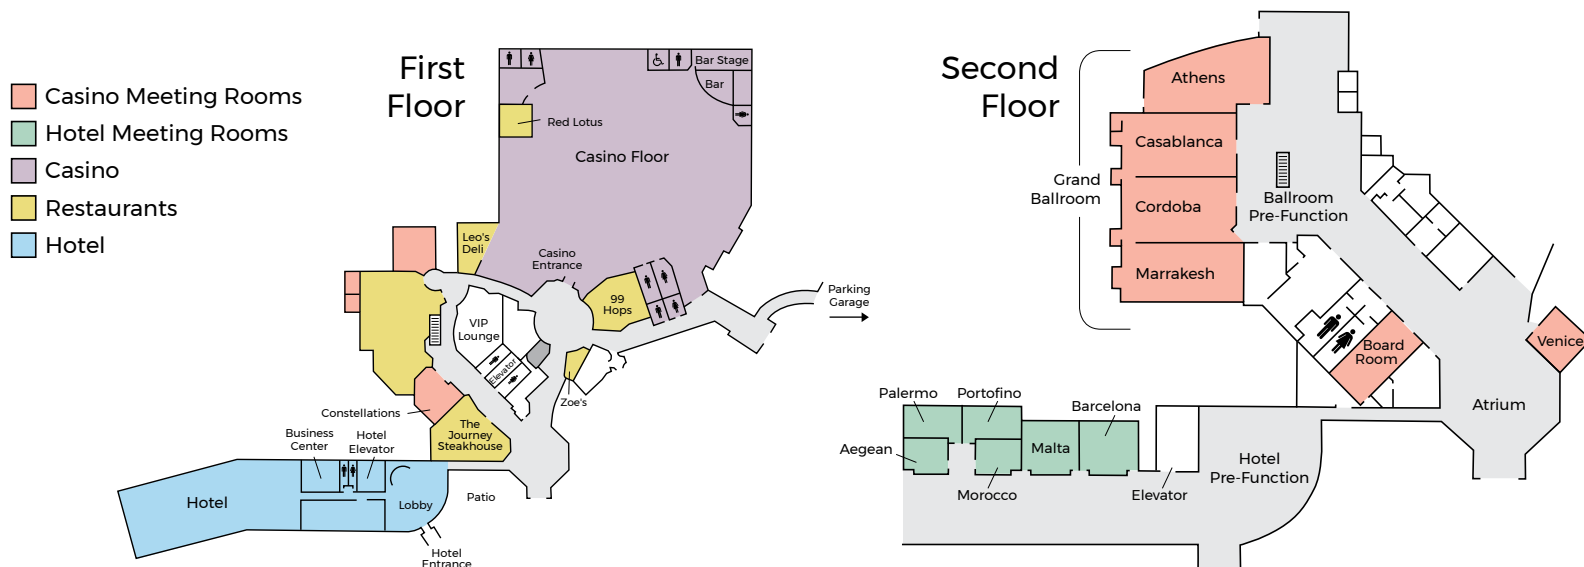 Casino Meeting Rooms
Hotel Meeting Rooms
Casino
Restaurants
Hotel
First
Floor
Bar Stage
Bar
Red Lotus
Casino Floor
Leo's
Deli
Casino
Entrance
99
Hops
Parking
Garage
VIP
Lounge
Elevator
Zoe's
Constellations
The
Journey
Steakhouse
Business
Center
Hotel
Elevator
Hotel
Lobby
Patio
Hotel
Entrance
Second
Floor
Athens
Casablanca
Grand
Ballroom
Cordoba
Ballroom
Pre-Function
Marrakesh
Board
Room
Venice
Atrium
Palermo
Portofino
Barcelona
Aegean
Malta
Morocco
Elevator
Hotel
Pre-Function